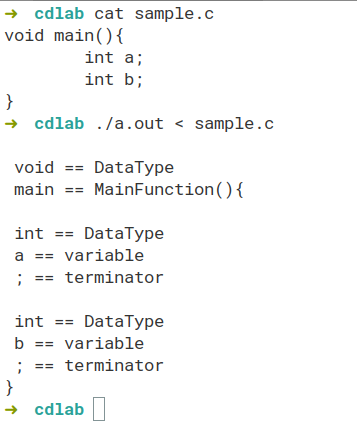 ➜  cdlab cat sample.c
void main(){
        int a;
        int b;
}
➜  cdlab ./a.out < sample.c

 void == DataType
 main == MainFunction(){

 int == DataType
 a == variable
 ; == terminator

 int == DataType
 b == variable
 ; == terminator
}
➜  cdlab